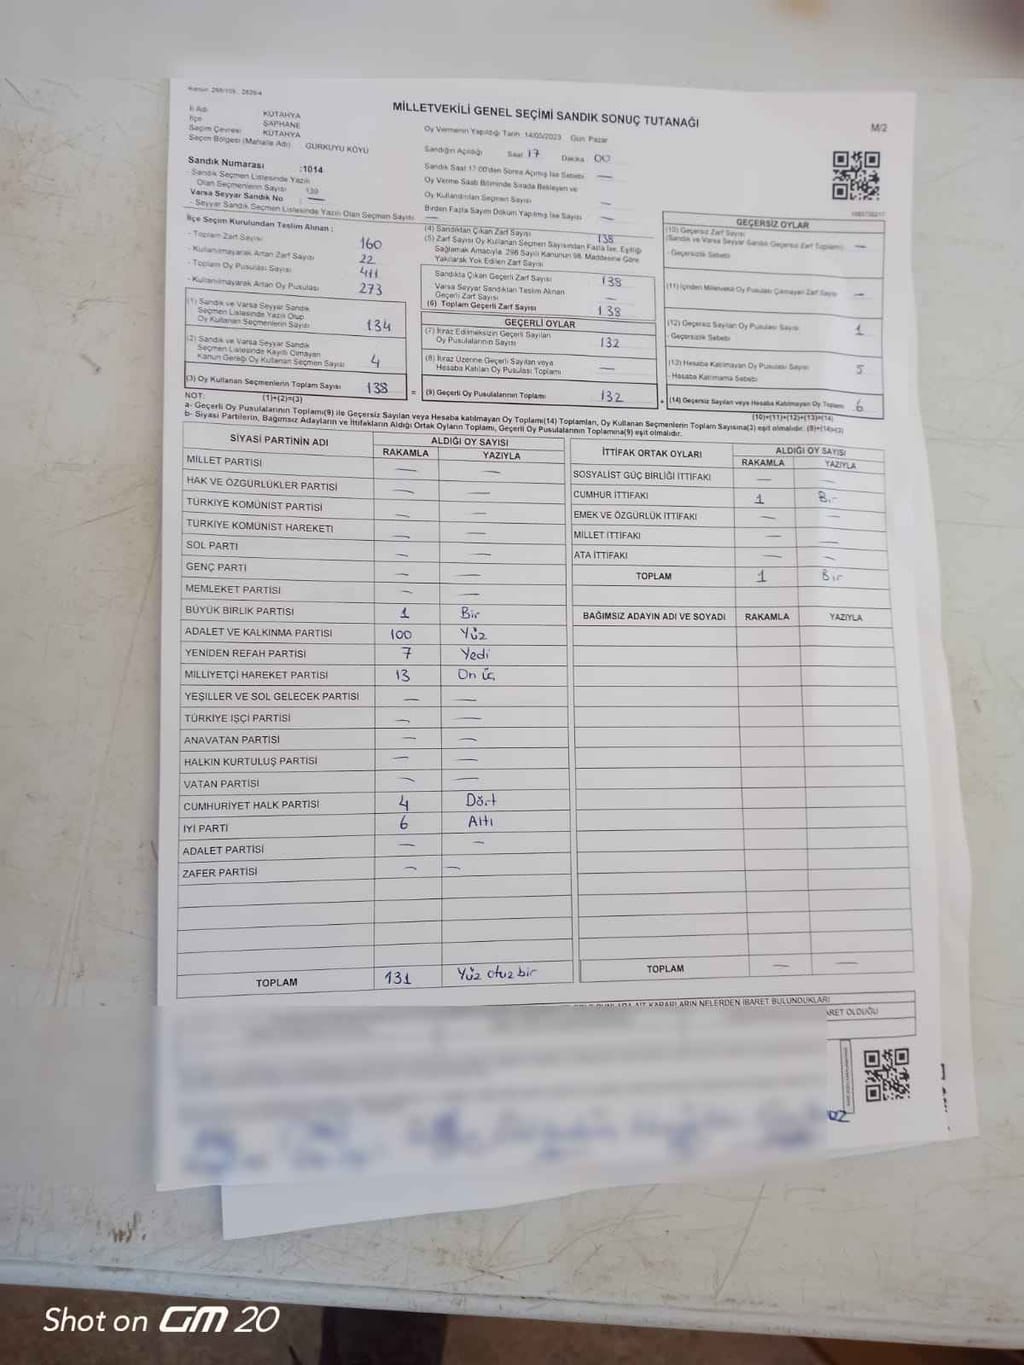 MİLLETVEKİLİ GENEL SEÇİMİ SANDIK SONUÇ TUTANAĞI
M/2
İl Adı KÜTAHYA
İlçe ŞAPHANE
Seçim Çevresi KÜTAHYA
Seçim Bölgesi (Mahalle Adı) GÜRKUYU KÖYÜ
Oy Vermenin Yapıldığı Tarih 14/05/2023 Gün Pazar
Sandığın Açıldığı Saat 17 Dakika 00
Sandık Saat 17:00'den Sonra Açılmış İse Sebebi —
Oy Verme Saati Bitiminde Sırada Bekleyen ve
Oy Kullandırılan Seçmen Sayısı —
Birden Fazla Sayım Döküm Yapılmış İse Sayısı —
Sandık Numarası :1014
Sandık Seçmen Listesinde Yazılı
Olan Seçmenlerin Sayısı
Varsa Seyyar Sandık No : —
- Seyyar Sandık Seçmen Listesinde Yazılı Olan Seçmen Sayısı —
İlçe Seçim Kurulundan Teslim Alınan :
- Toplam Zarf Sayısı 160
- Kullanılmayarak Artan Zarf Sayısı 22
- Toplam Oy Pusulası Sayısı 411
- Kullanılmayarak Artan Oy Pusulası 273
(1) Sandık ve Varsa Seyyar Sandık
Seçmen Listesinde Yazılı Olup
Oy Kullanan Seçmenlerin Sayısı 134
(2) Sandık ve Varsa Seyyar Sandık
Seçmen Listesinde Kayıtlı Olmayan
Kanun Gereği Oy Kullanan Seçmen Sayısı 4
(3) Oy Kullanan Seçmenlerin Toplam Sayısı 138
(1)+(2)=(3)
(4) Sandıktan Çıkan Zarf Sayısı 138
(5) Zarf Sayısı Oy Kullanan Seçmen Sayısından Fazla İse, Eşitliği
Sağlamak Amacıyla, 298 Sayılı Kanunun 98. Maddesine Göre
Yakılarak Yok Edilen Zarf Sayısı
Sandıkta Çıkan Geçerli Zarf Sayısı 138
Varsa Seyyar Sandıktan Teslim Alınan
Geçerli Zarf Sayısı —
(6) Toplam Geçerli Zarf Sayısı 138
GEÇERLİ OYLAR
(7) İtiraz Edilmeksizin Geçerli Sayılan
Oy Pusulalarının Sayısı 132
(8) İtiraz Üzerine Geçerli Sayılan veya
Hesaba Katılan Oy Pusulası Toplamı —
= (9) Geçerli Oy Pusulalarının Toplamı 132
GEÇERSİZ OYLAR
(10) Geçersiz Zarf Sayısı
(Sandık ve Varsa Seyyar Sandık Geçersiz Zarf Toplamı) —
- Geçersizlik Sebebi
(11) İçinden Milletvekili Oy Pusulası Çıkmayan Zarf Sayısı —
(12) Geçersiz Sayılan Oy Pusulası Sayısı 1
- Geçersizlik Sebebi
(13) Hesaba Katılmayan Oy Pusulası Sayısı 5
- Hesaba Katılmama Sebebi
+ (14) Geçersiz Sayılan veya Hesaba Katılmayan Oy Toplamı 6
(10)+(11)+(12)+(13)=(14)
NOT:
a- Geçerli Oy Pusulalarının Toplamı(9) ile Geçersiz Sayılan veya Hesaba katılmayan Oy Toplamı(14) Toplamları, Oy Kullanan Seçmenlerin Toplam Sayısına(3) eşit olmalıdır. (9)+(14)=(3)
b- Siyasi Partilerin, Bağımsız Adayların ve İttifakların Aldığı Ortak Oyların Toplamı, Geçerli Oy Pusulalarının Toplamına(9) eşit olmalıdır.
SİYASİ PARTİNİN ADI ALDIĞI OY SAYISI
RAKAMLA YAZIYLA
MİLLET PARTİSİ — —
HAK VE ÖZGÜRLÜKLER PARTİSİ — —
TÜRKİYE KOMÜNİST PARTİSİ — —
TÜRKİYE KOMÜNİST HAREKETİ — —
SOL PARTİ — —
GENÇ PARTİ — —
MEMLEKET PARTİSİ — —
BÜYÜK BİRLİK PARTİSİ 1 Bir
ADALET VE KALKINMA PARTİSİ 100 Yüz
YENİDEN REFAH PARTİSİ 7 Yedi
MİLLİYETÇİ HAREKET PARTİSİ 13 On üç
YEŞİLLER VE SOL GELECEK PARTİSİ — —
TÜRKİYE İŞÇİ PARTİSİ — —
ANAVATAN PARTİSİ — —
HALKIN KURTULUŞ PARTİSİ — —
VATAN PARTİSİ — —
CUMHURİYET HALK PARTİSİ 4 Dört
İYİ PARTİ 6 Altı
ADALET PARTİSİ — —
ZAFER PARTİSİ — —
TOPLAM 131 Yüz otuz bir
İTTİFAK ORTAK OYLARI ALDIĞI OY SAYISI
RAKAMLA YAZIYLA
SOSYALİST GÜÇ BİRLİĞİ İTTİFAKI — —
CUMHUR İTTİFAKI 1 Bir
EMEK VE ÖZGÜRLÜK İTTİFAKI — —
MİLLET İTTİFAKI — —
ATA İTTİFAKI — —
TOPLAM 1 Bir
BAĞIMSIZ ADAYIN ADI VE SOYADI RAKAMLA YAZIYLA
TOPLAM — —
AİT KARARLARIN NELERDEN İBARET BULUNDUKLARI
OLDUĞU
Shot on GM 20